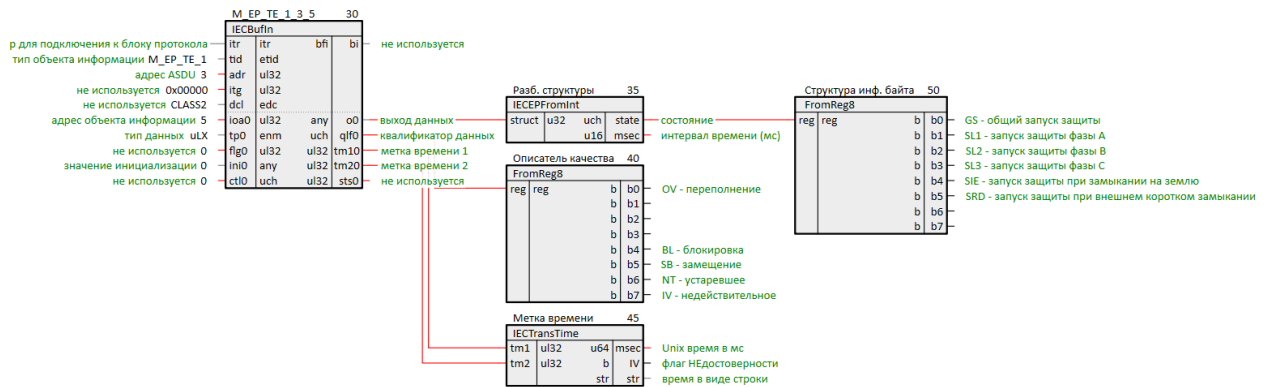 M_EP_TE_1_3_5 30
IECBufIn
р для подключения к блоку протокола itr itr bfi bi не используется
тип объекта информации M_EP_TE_1 tid etid
адрес ASDU 3 adr ul32
не используется 0x00000 itg ul32
не используется CLASS2 dcl edc
адрес объекта информации 5 ioa0 ul32 any o0 выход данных
тип данных uLX tp0 enm uch qlf0 квалификатор данных
не используется 0 flg0 ul32 ul32 tm10 метка времени 1
значение инициализации 0 ini0 any ul32 tm20 метка времени 2
не используется 0 ctl0 uch ul32 sts0 не используется
Разб. структуры 35
IECEPFromInt
struct u32 uch state состояние
u16 msec интервал времени (мс)
Описатель качества 40
FromReg8
reg reg b b0 OV - переполнение
b b1
b b2
b b3
b b4 BL - блокировка
b b5 SB - замещение
b b6 NT - устаревшее
b b7 IV - недействительное
Метка времени 45
IECTransTime
tm1 ul32 u64 msec Unix время в мс
tm2 ul32 b IV флаг НЕдостоверности
str str время в виде строки
Структура инф. байта 50
FromReg8
reg reg b b0 GS - общий запуск защиты
b b1 SL1 - запуск защиты фазы A
b b2 SL2 - запуск защиты фазы B
b b3 SL3 - запуск защиты фазы C
b b4 SIE - запуск защиты при замыкании на землю
b b5 SRD - запуск защиты при внешнем коротком замыкании
b b6
b b7